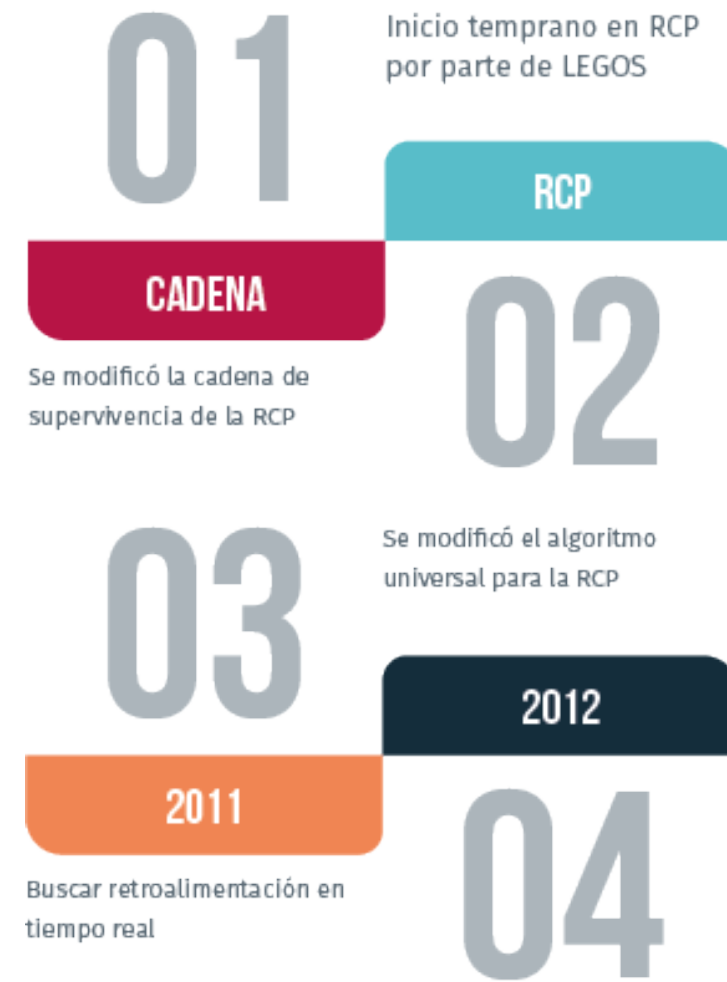 01
CADENA
Se modificó la cadena de
supervivencia de la RCP
Inicio temprano en RCP
por parte de LEGOS
RCP
02
03
2011
Buscar retroalimentación en
tiempo real
Se modificó el algoritmo
universal para la RCP
2012
04